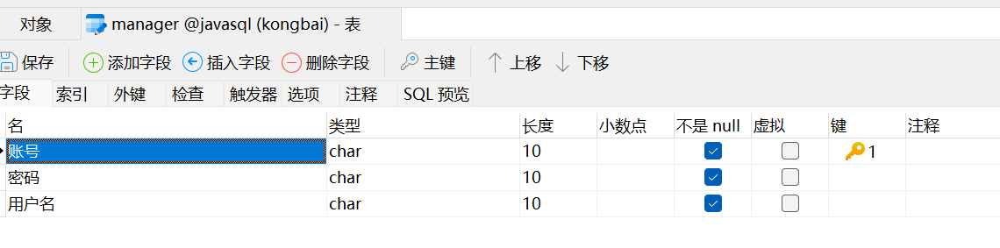 对象 manager @javasql (kongbai) - 表
保存 添加字段 插入字段 删除字段 主键 上移 下移
字段 索引 外键 检查 触发器 选项 注释 SQL 预览
名 类型 长度 小数点 不是 null 虚拟 键 注释
账号 char 10 1
密码 char 10
用户名 char 10